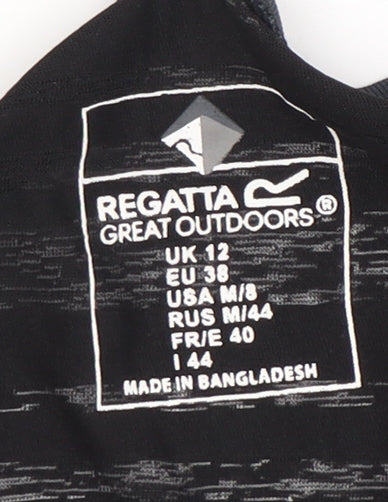 REGATTA
GREAT OUTDOORS®
UK 12
EU 38
USA M/8
RUS M/44
FR/E 40
I 44
MADE IN BANGLADESH